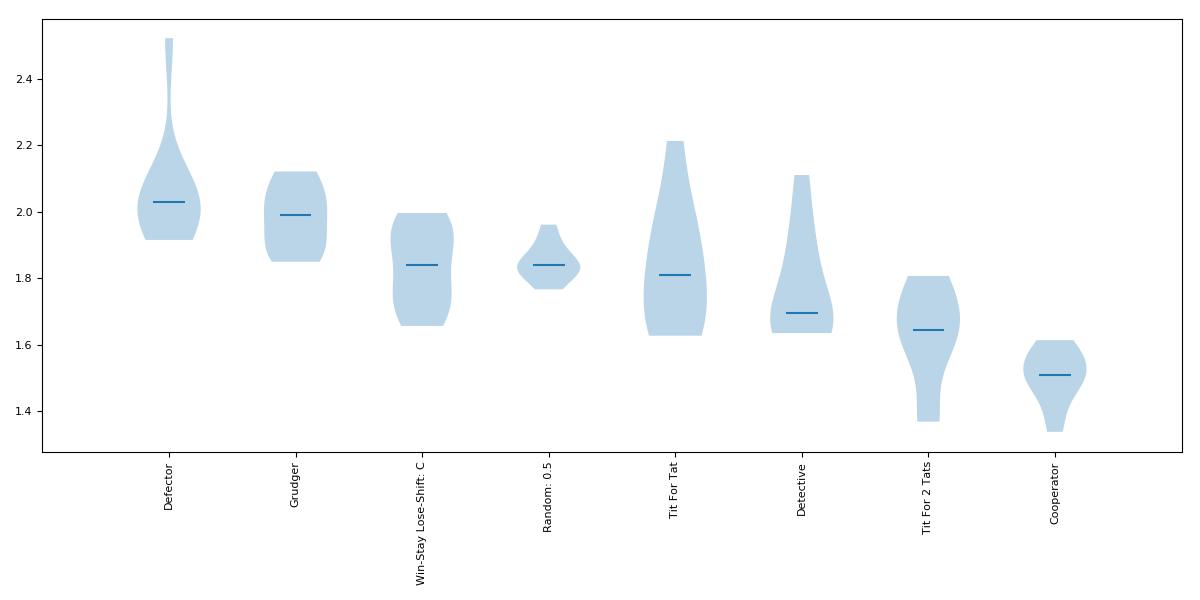 2.4
2.2
2.0
1.8
1.6
1.4
Defector
Grudger
Win-Stay Lose-Shift: C
Random: 0.5
Tit For Tat
Detective
Tit For 2 Tats
Cooperator